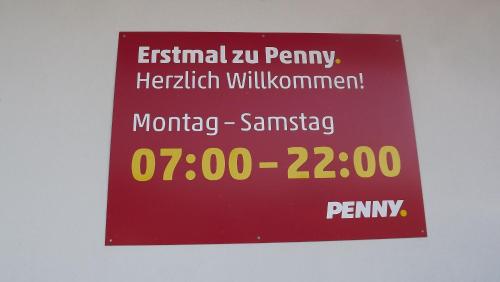 Erstmal zu Penny.
Herzlich Willkommen!
Montag – Samstag
07:00 – 22:00
PENNY.